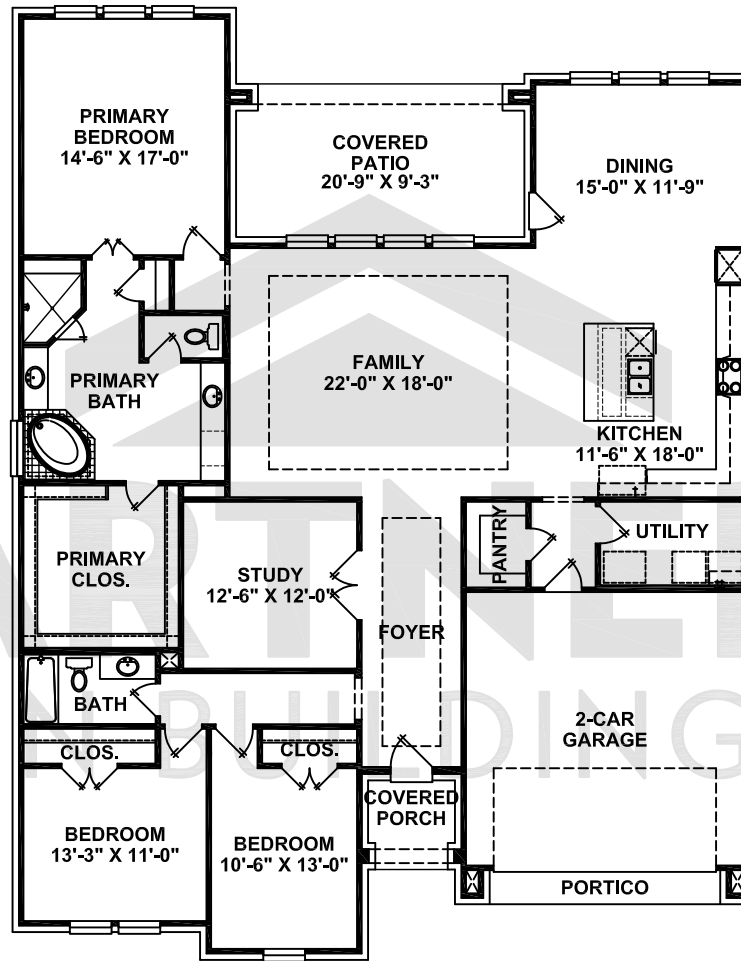 PRIMARY
BEDROOM
14'-6" X 17'-0"
COVERED
PATIO
20'-9" X 9'-3"
DINING
15'-0" X 11'-9"
FAMILY
22'-0" X 18'-0"
PRIMARY
BATH
KITCHEN
11'-6" X 18'-0"
PRIMARY
CLOS.
STUDY
12'-6" X 12'-0"
FOYER
PANTRY
UTILITY
BATH
CLOS.
CLOS.
2-CAR
GARAGE
COVERED
PORCH
BEDROOM
13'-3" X 11'-0"
BEDROOM
10'-6" X 13'-0"
PORTICO
ARTNE
N BUILDING